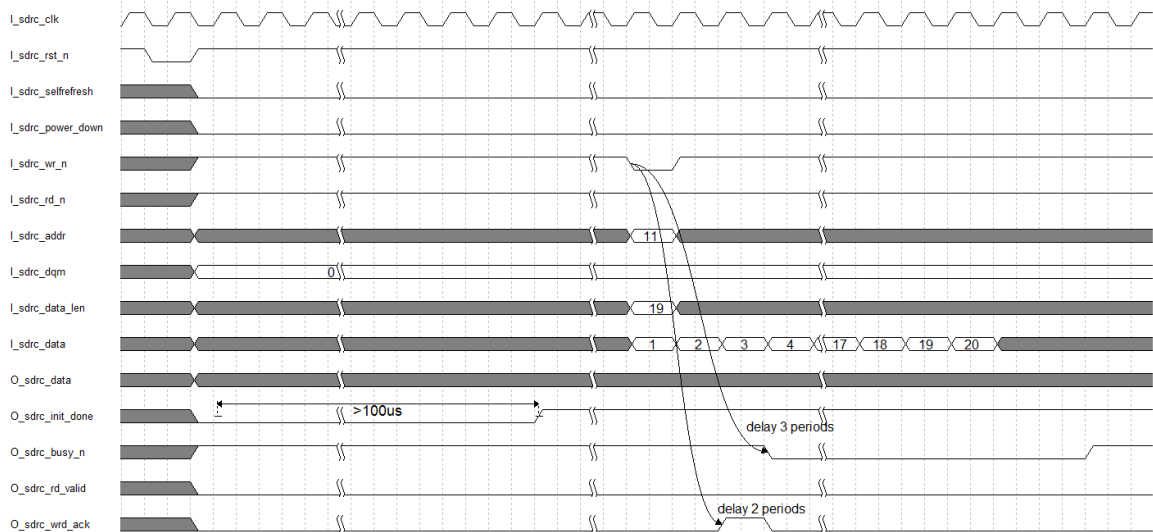 I_sdrc_clk
I_sdrc_rst_n
I_sdrc_selfrefresh
I_sdrc_power_down
I_sdrc_wr_n
I_sdrc_rd_n
I_sdrc_addr 11
I_sdrc_dqm 0
I_sdrc_data_len 19
I_sdrc_data 1 2 3 4 17 18 19 20
O_sdrc_data
O_sdrc_init_done >100us
delay 3 periods
O_sdrc_busy_n
O_sdrc_rd_valid
delay 2 periods
O_sdrc_wrd_ack